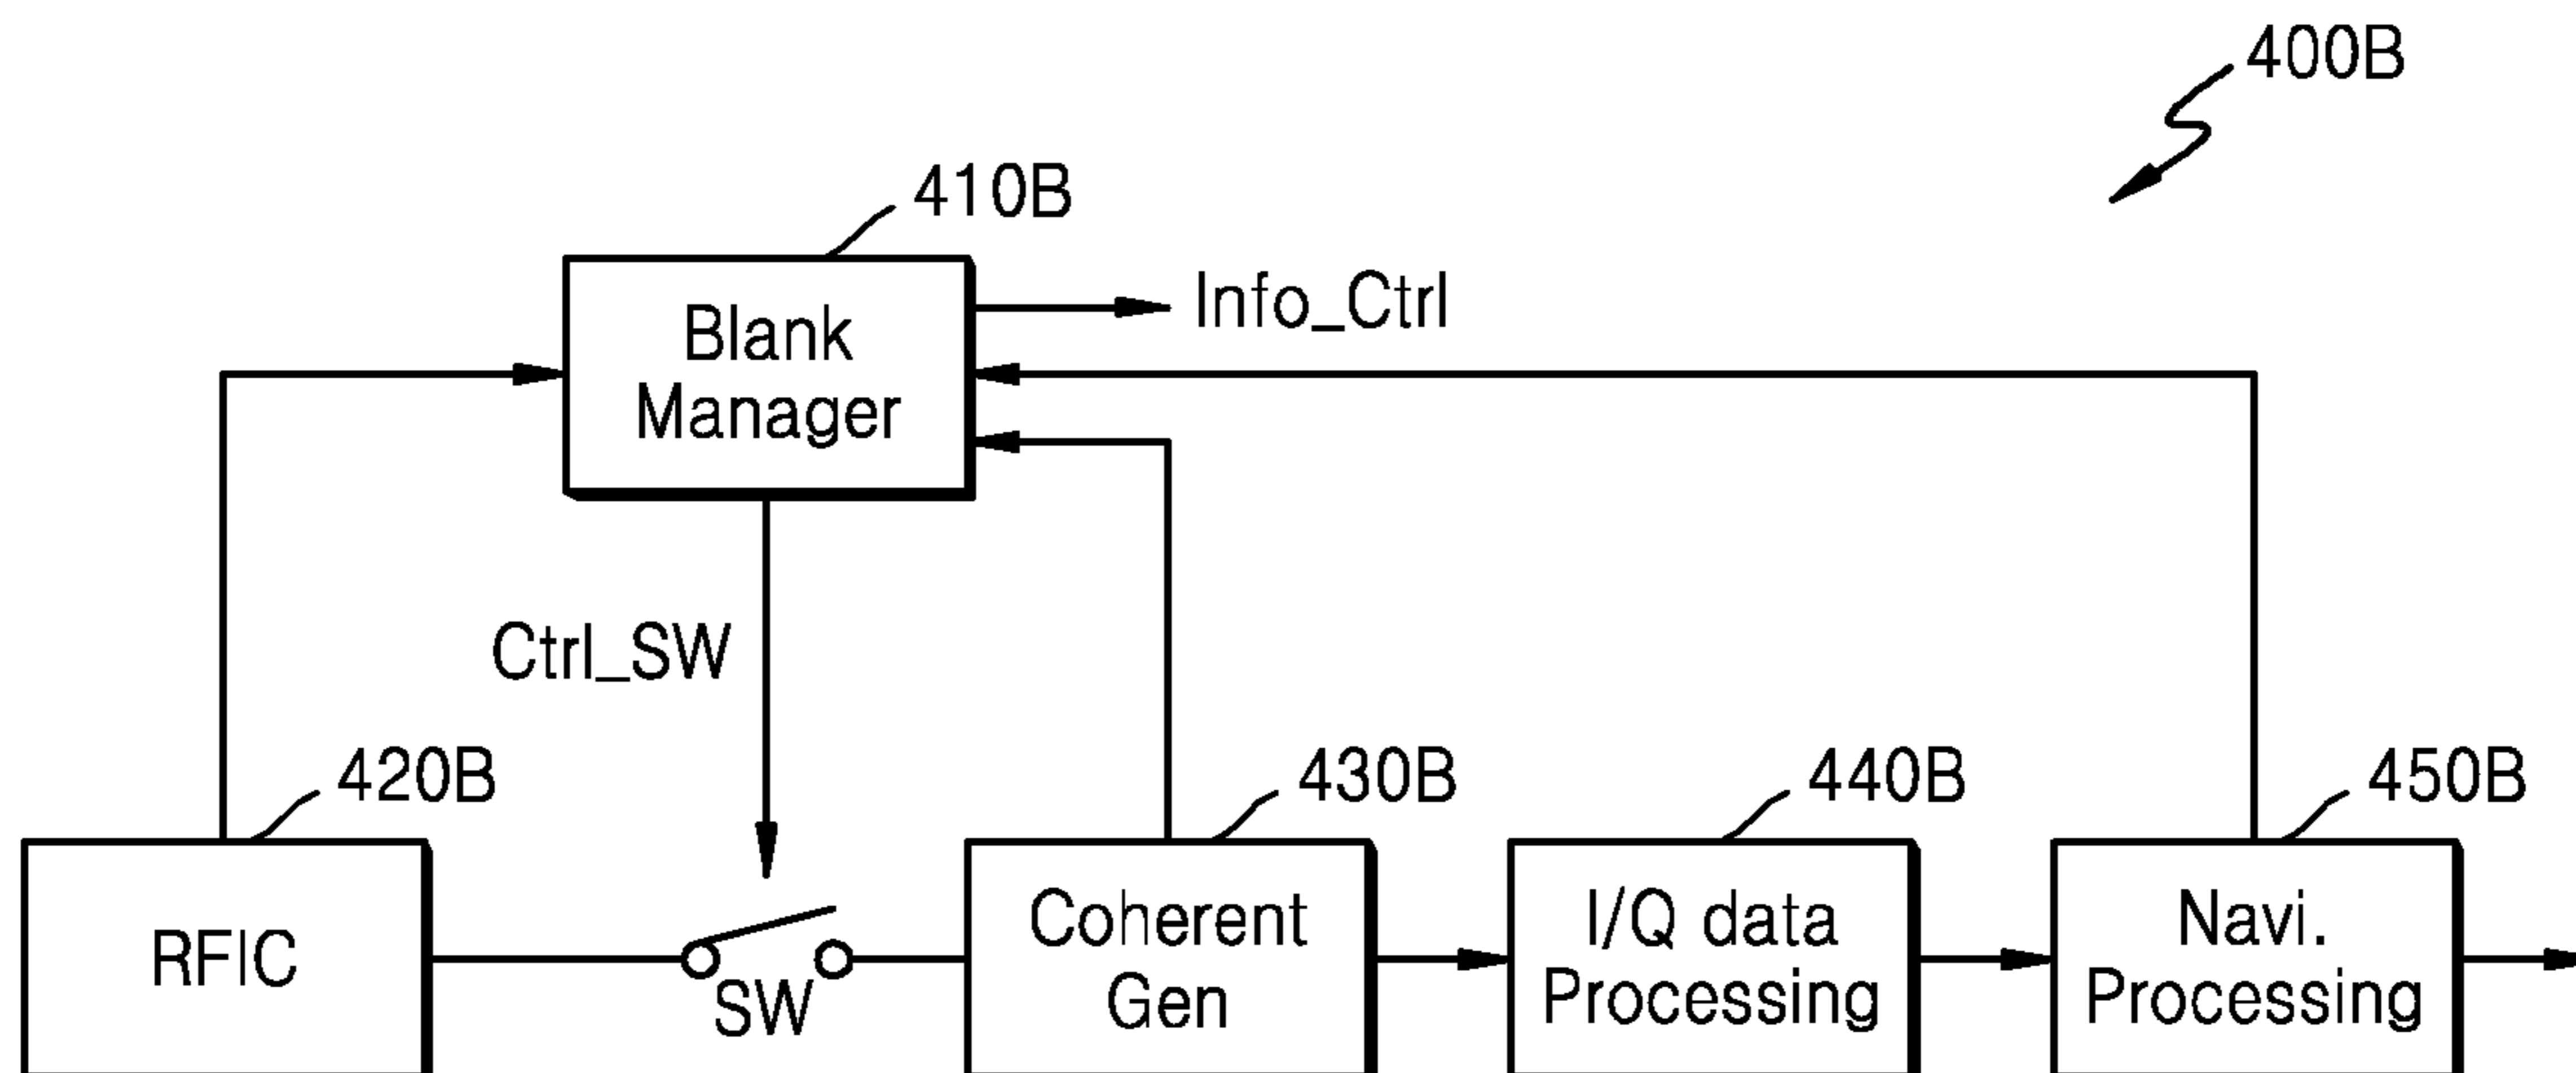 400B
410B
Blank
Manager
Info_Ctrl
Ctrl_SW
420B
430B
440B
450B
RFIC
SW
Coherent
Gen
I/Q data
Processing
Navi.
Processing